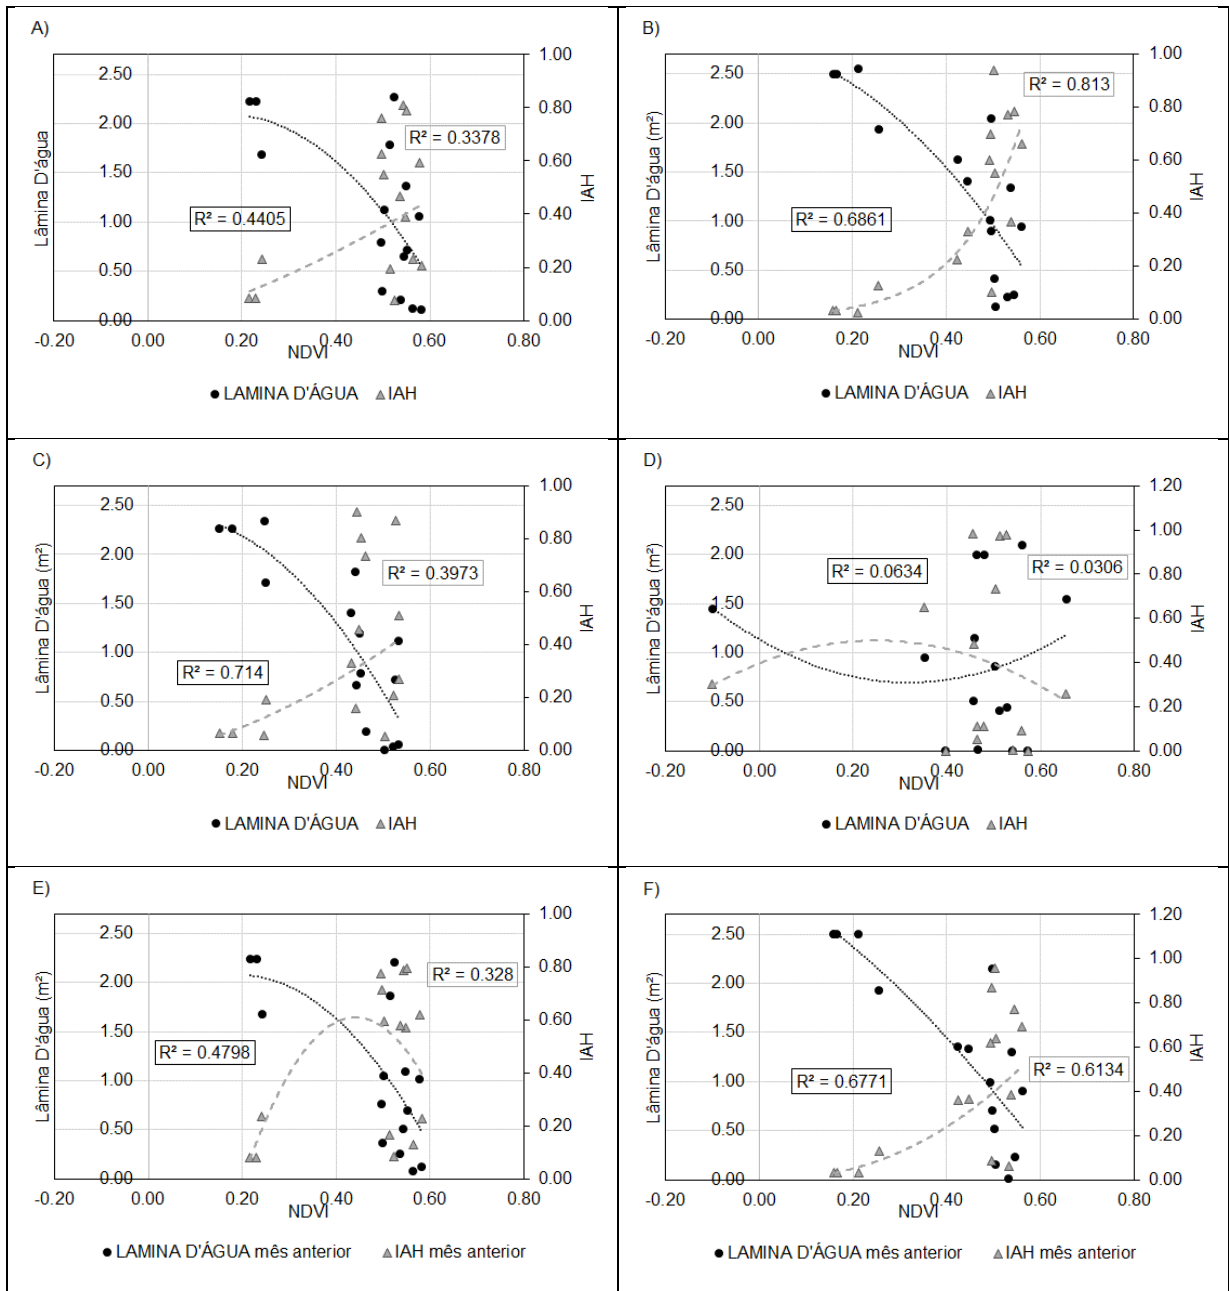 A)
1.00
2.50
0.80
2.00
R² = 0.3378
0.60
1.50
Lâmina D'água
IAH
1.00
R² = 0.4405
0.40
0.50
0.20
0.00
0.00
-0.20 0.00 0.20 0.40 0.60 0.80
NDVI
LAMINA D'ÁGUA IAH
B)
1.00
2.50
R² = 0.813
0.80
2.00
0.60
1.50
Lâmina D'água (m²)
IAH
1.00
R² = 0.6861
0.40
0.50
0.20
0.00
0.00
-0.20 0.00 0.20 0.40 0.60 0.80
NDVI
LAMINA D'ÁGUA IAH
C)
1.00
2.50
0.80
2.00
R² = 0.3973
0.60
1.50
Lâmina D'água (m²)
IAH
1.00
0.40
R² = 0.714
0.50
0.20
0.00
0.00
-0.20 0.00 0.20 0.40 0.60 0.80
NDVI
LAMINA D'ÁGUA IAH
D)
1.20
2.50
1.00
2.00
R² = 0.0634
R² = 0.0306
0.80
1.50
0.60
Lâmina D'água (m²)
IAH
1.00
0.40
0.50
0.20
0.00
0.00
-0.20 0.00 0.20 0.40 0.60 0.80
NDVI
LAMINA D'ÁGUA IAH
E)
1.00
2.50
0.80
R² = 0.328
2.00
0.60
1.50
Lâmina D'água (m²)
IAH
R² = 0.4798
1.00
0.40
0.50
0.20
0.00
0.00
-0.20 0.00 0.20 0.40 0.60 0.80
NDVI
LAMINA D'ÁGUA mês anterior IAH mês anterior
F)
1.20
2.50
1.00
2.00
0.80
1.50
0.60
Lâmina D'água (m²)
IAH
R² = 0.6134
R² = 0.6771
1.00
0.40
0.50
0.20
0.00
0.00
-0.20 0.00 0.20 0.40 0.60 0.80
NDVI
LAMINA D'ÁGUA mês anterior IAH mês anterior